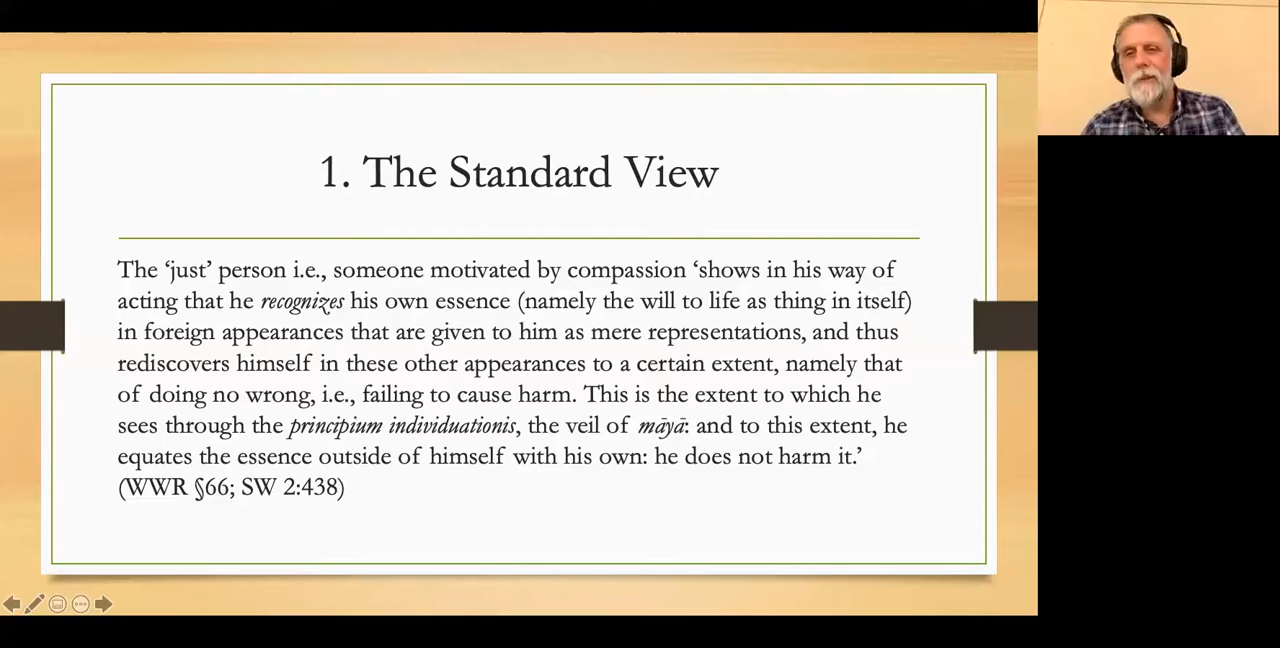 1. The Standard View
The ‘just’ person i.e., someone motivated by compassion ‘shows in his way of
acting that he recognizes his own essence (namely the will to life as thing in itself)
in foreign appearances that are given to him as mere representations, and thus
rediscovers himself in these other appearances to a certain extent, namely that
of doing no wrong, i.e., failing to cause harm. This is the extent to which he
sees through the principium individuationis, the veil of māyā: and to this extent, he
equates the essence outside of himself with his own: he does not harm it.’
(WWR §66; SW 2:438)